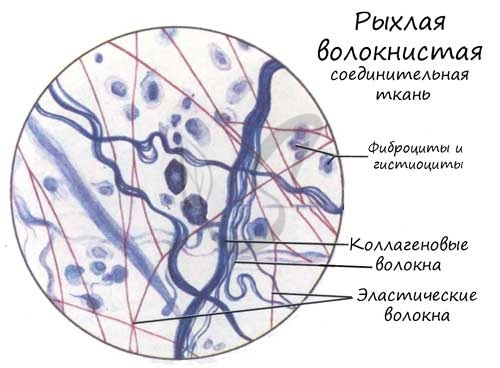 Рыхлая
волокнистая
соединительная
ткань
Фиброциты и
гистиоциты
Коллагеновые
волокна
Эластические
волокна